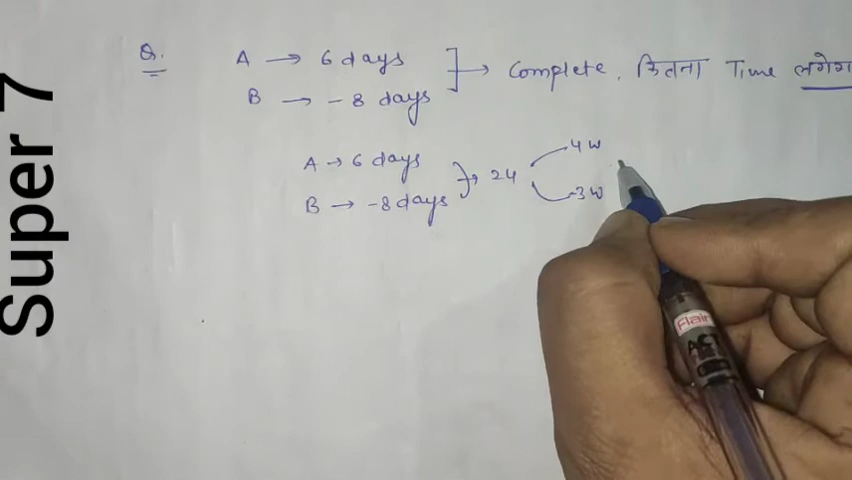 Super 7
Q. A → 6 days
B → - 8 days
→ Complete, कितना Time लगेगा
A → 6 days
B → -8 days
→ 24
4 W
-3 W
Flair